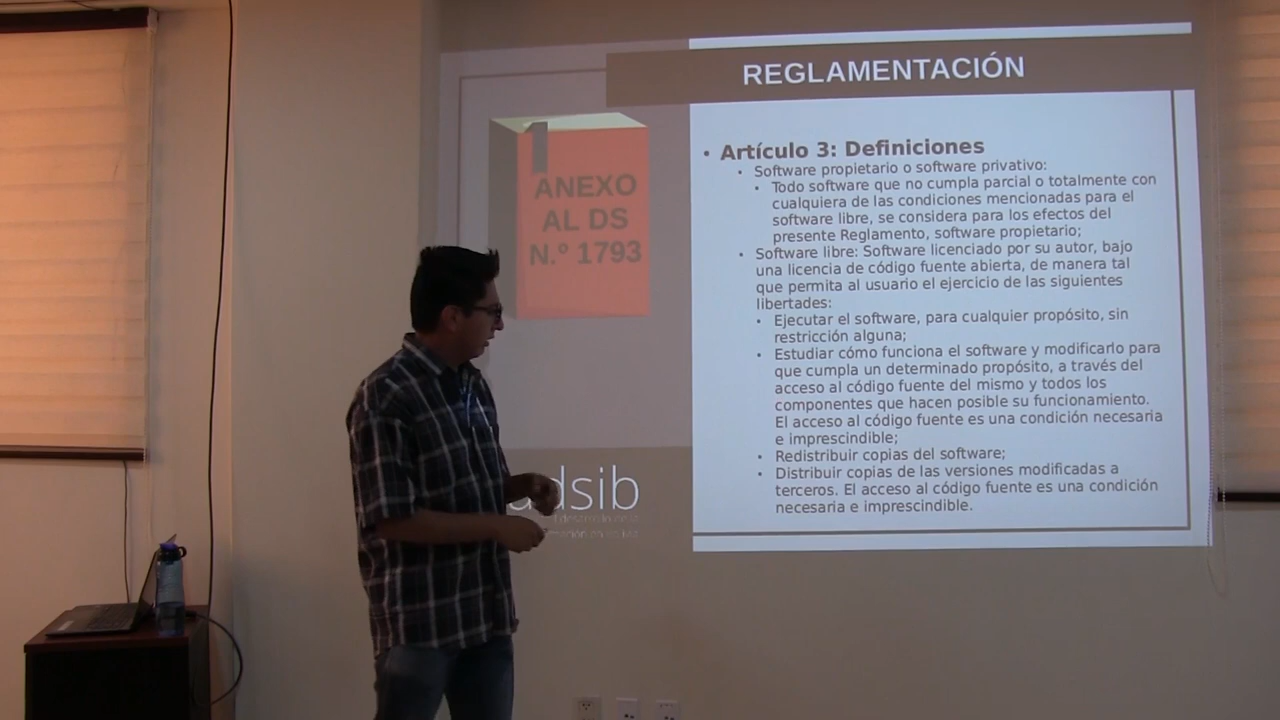 REGLAMENTACIÓN
1
ANEXO
AL DS
N.º 1793
• Artículo 3: Definiciones
• Software propietario o software privativo:
• Todo software que no cumpla parcial o totalmente con
cualquiera de las condiciones mencionadas para el
software libre, se considera para los efectos del
presente Reglamento, software propietario;
• Software libre: Software licenciado por su autor, bajo
una licencia de código fuente abierta, de manera tal
que permita al usuario el ejercicio de las siguientes
libertades:
• Ejecutar el software, para cualquier propósito, sin
restricción alguna;
• Estudiar cómo funciona el software y modificarlo para
que cumpla un determinado propósito, a través del
acceso al código fuente del mismo y todos los
componentes que hacen posible su funcionamiento.
El acceso al código fuente es una condición necesaria
e imprescindible;
• Redistribuir copias del software;
• Distribuir copias de las versiones modificadas a
terceros. El acceso al código fuente es una condición
necesaria e imprescindible.
adsib